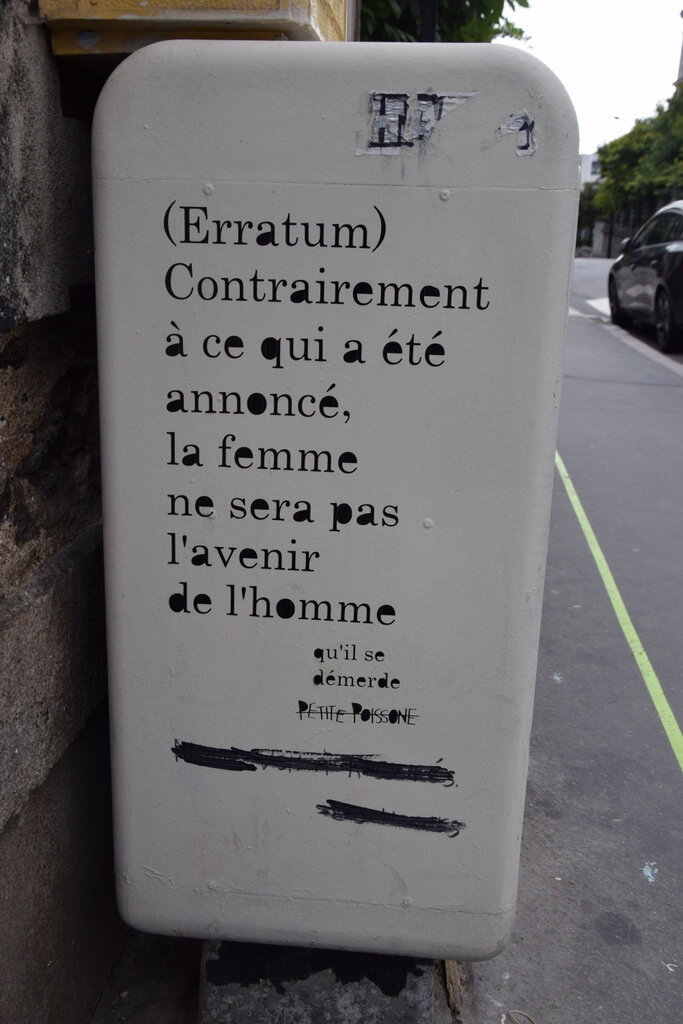 (Erratum)
Contrairement
à ce qui a été
annoncé,
la femme
ne sera pas
l'avenir
de l'homme
qu'il se
démerde
PETITE POISSONE